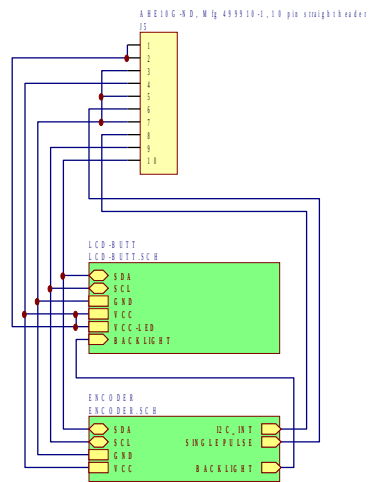 AHE10G-ND, Mfg 499910-1, 10 pin straight header
J5
1
2
3
4
5
6
7
8
9
10
LCD-BUTT
LCD-BUTT.SCH
SDA
SCL
GND
VCC
VCC-LED
BACKLIGHT
ENCODER
ENCODER.SCH
SDA I2C_INT
SCL SINGLEPULSE
GND
VCC BACKLIGHT